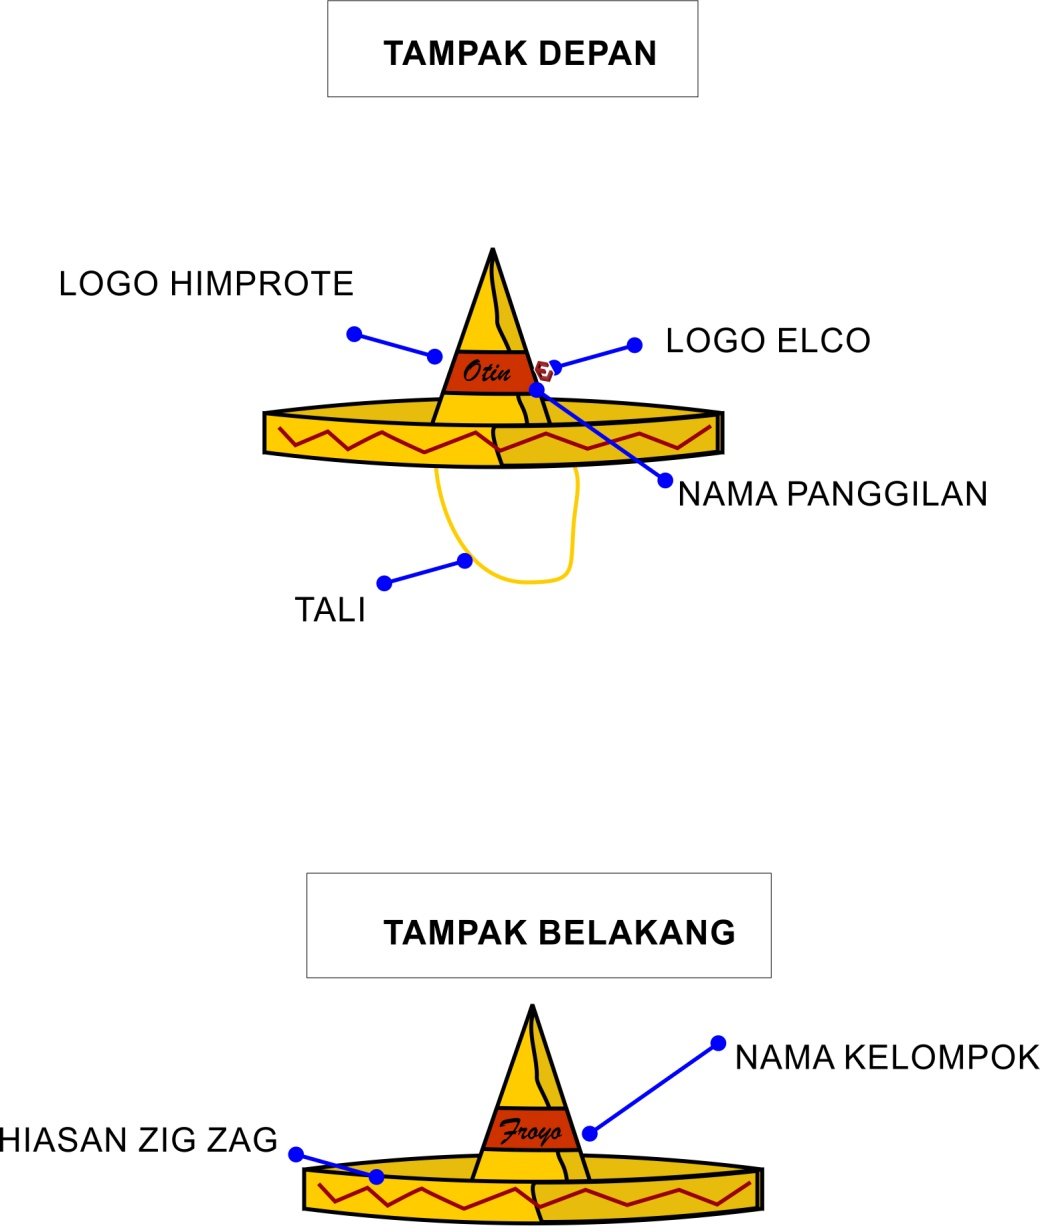 TAMPAK DEPAN
LOGO HIMPROTE
LOGO ELCO
Otin
E
NAMA PANGGILAN
TALI
TAMPAK BELAKANG
NAMA KELOMPOK
Froyo
HIASAN ZIG ZAG